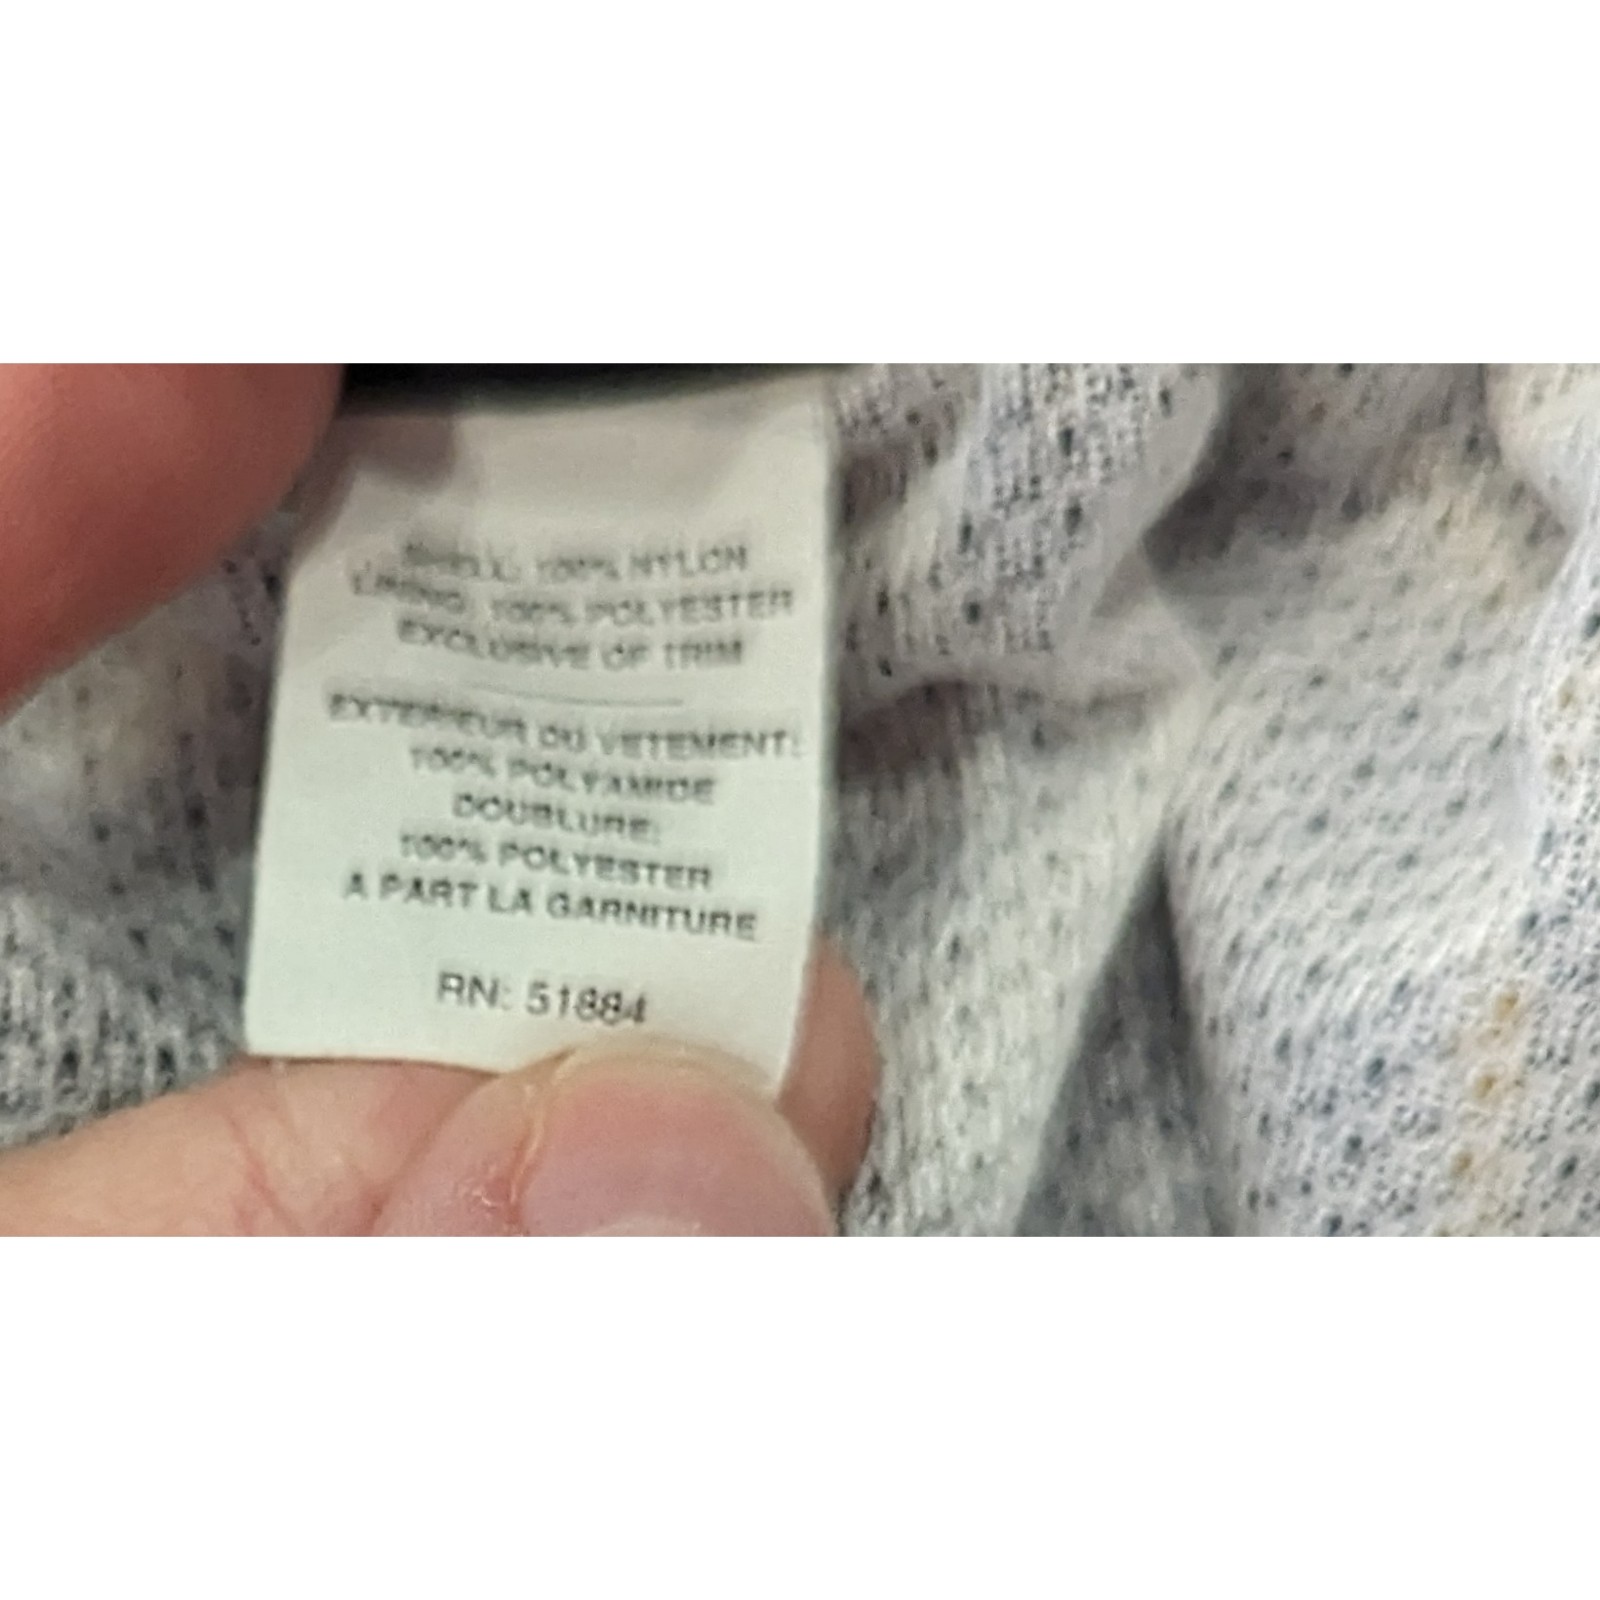 SHELL: 100% NYLON
LINING: 100% POLYESTER
EXCLUSIVE OF TRIM
EXTERIEUR DU VETEMENT:
100% POLYAMIDE
DOUBLURE:
100% POLYESTER
A PART LA GARNITURE
RN: 51884